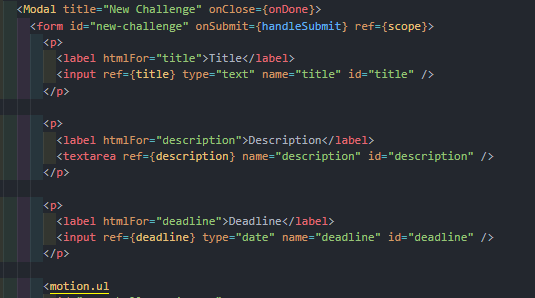 <Modal title="New Challenge" onClose={onDone}>
<form id="new-challenge" onSubmit={handleSubmit} ref={scope}>
<p>
<label htmlFor="title">Title</label>
<input ref={title} type="text" name="title" id="title" />
</p>
<p>
<label htmlFor="description">Description</label>
<textarea ref={description} name="description" id="description" />
</p>
<p>
<label htmlFor="deadline">Deadline</label>
<input ref={deadline} type="date" name="deadline" id="deadline" />
</p>
<motion.ul